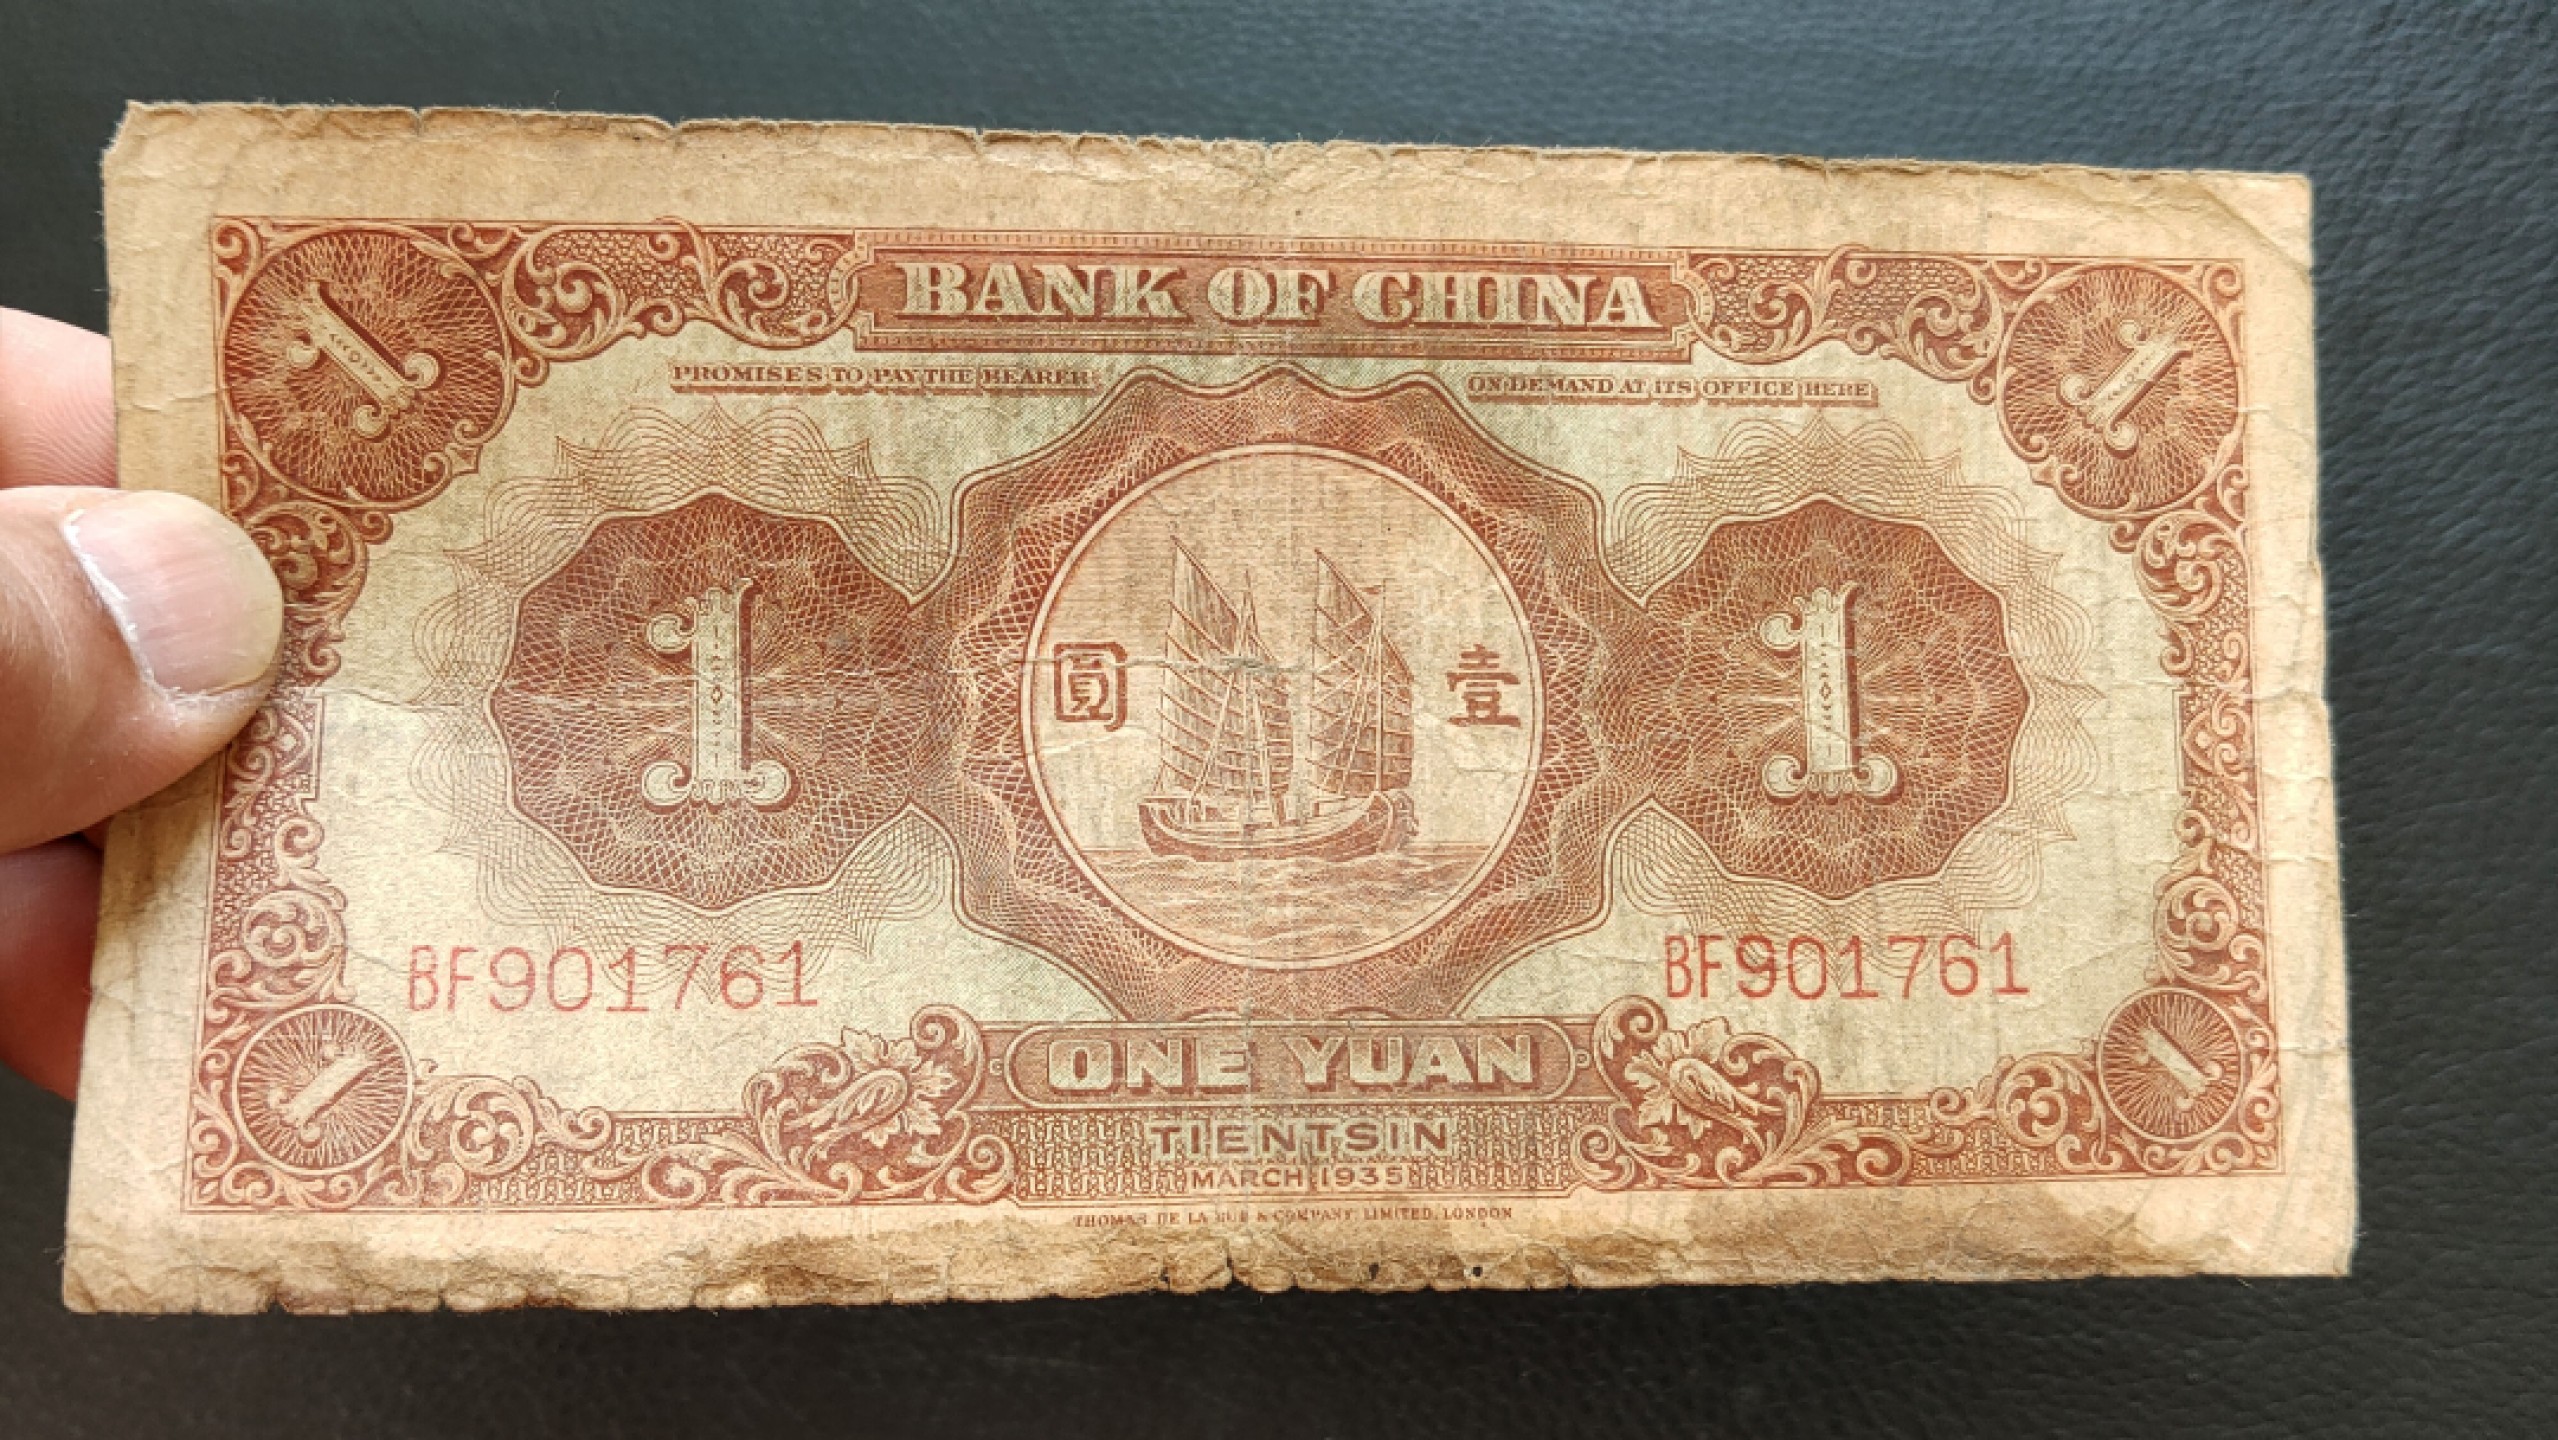 1 BANK OF CHINA 1
PROMISES TO PAY THE BEARER ON DEMAND AT ITS OFFICE HERE
1 圓 壹 1
BF901761 BF901761
1 ONE YUAN 1
TIENTSIN
MARCH 1935
THOMAS DE LA RUE & COMPANY, LIMITED, LONDON